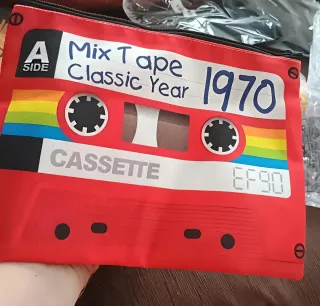 A
SIDE
Mix Tape
Classic Year 1970
CASSETTE
EF90